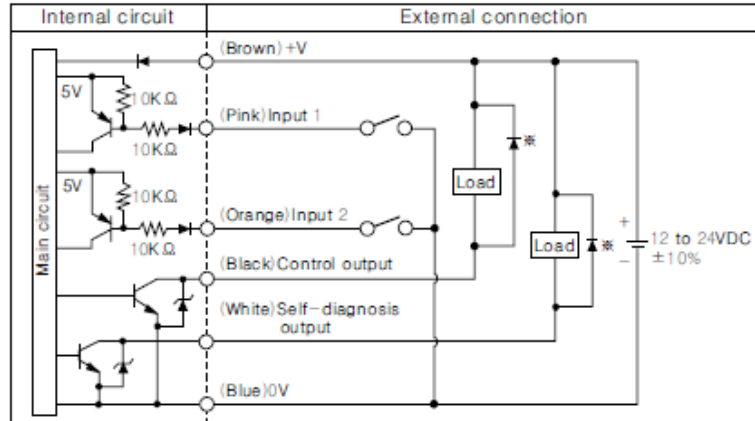 Internal circuit
External connection
(Brown)+V
5V
10KΩ
(Pink)Input 1
※
10KΩ
Load
5V
10KΩ
(Orange)Input 2
10KΩ
Load
※
+
−
12 to 24VDC
±10%
Main circuit
(Black)Control output
(White)Self-diagnosis
output
(Blue)0V